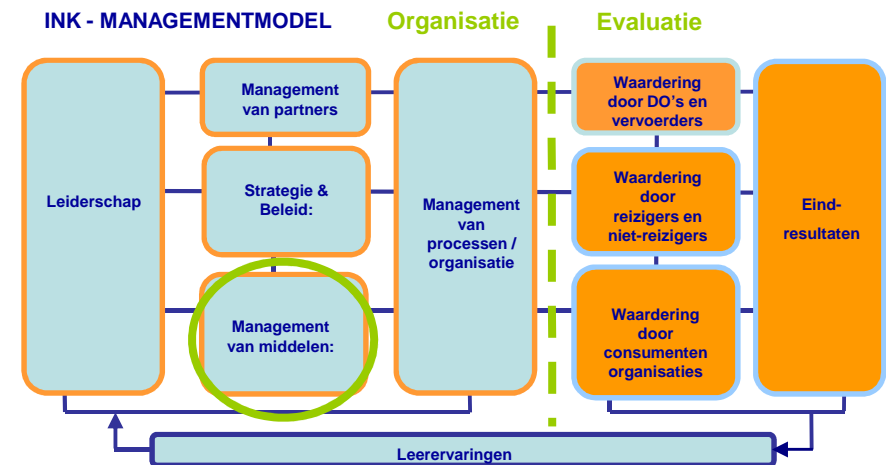 INK - MANAGEMENTMODEL
Organisatie
Evaluatie
Leiderschap
Management
van partners
Strategie &
Beleid:
Management
van middelen:
Management
van
processen /
organisatie
Waardering
door DO's en
vervoerders
Waardering
door
reizigers en
niet-reizigers
Waardering
door
consumenten
organisaties
Eind-
resultaten
Leerervaringen